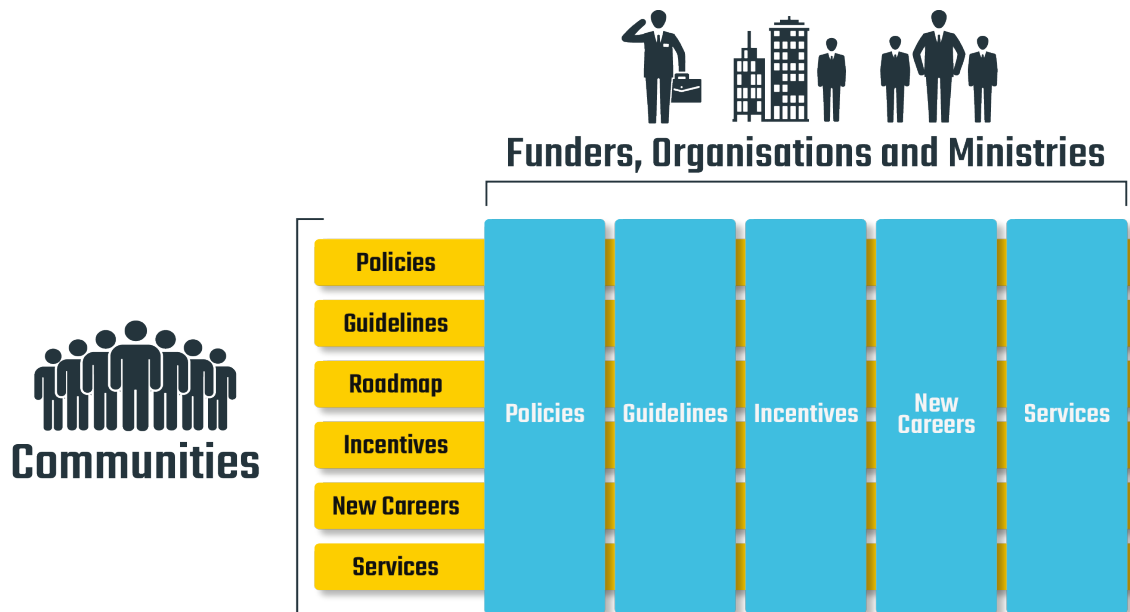 Funders, Organisations and Ministries
Policies
Guidelines
Roadmap
Incentives
New Careers
Services
Communities
Policies
Guidelines
Incentives
New
Careers
Services